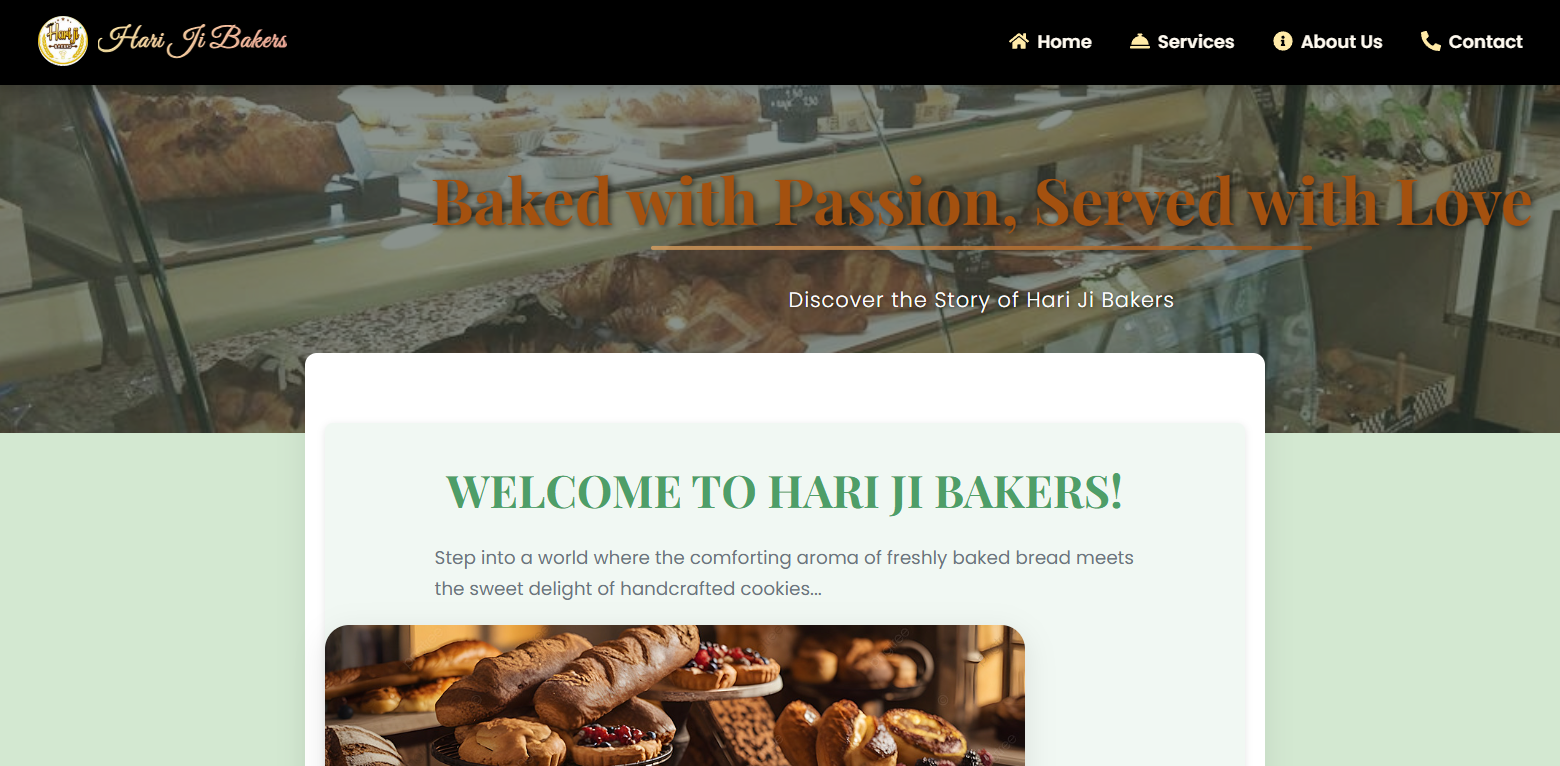 Hari Ji
BAKERS
Hari Ji Bakers
Home
Services
About Us
Contact
Baked with Passion, Served with Love
Discover the Story of Hari Ji Bakers
WELCOME TO HARI JI BAKERS!
Step into a world where the comforting aroma of freshly baked bread meets
the sweet delight of handcrafted cookies...